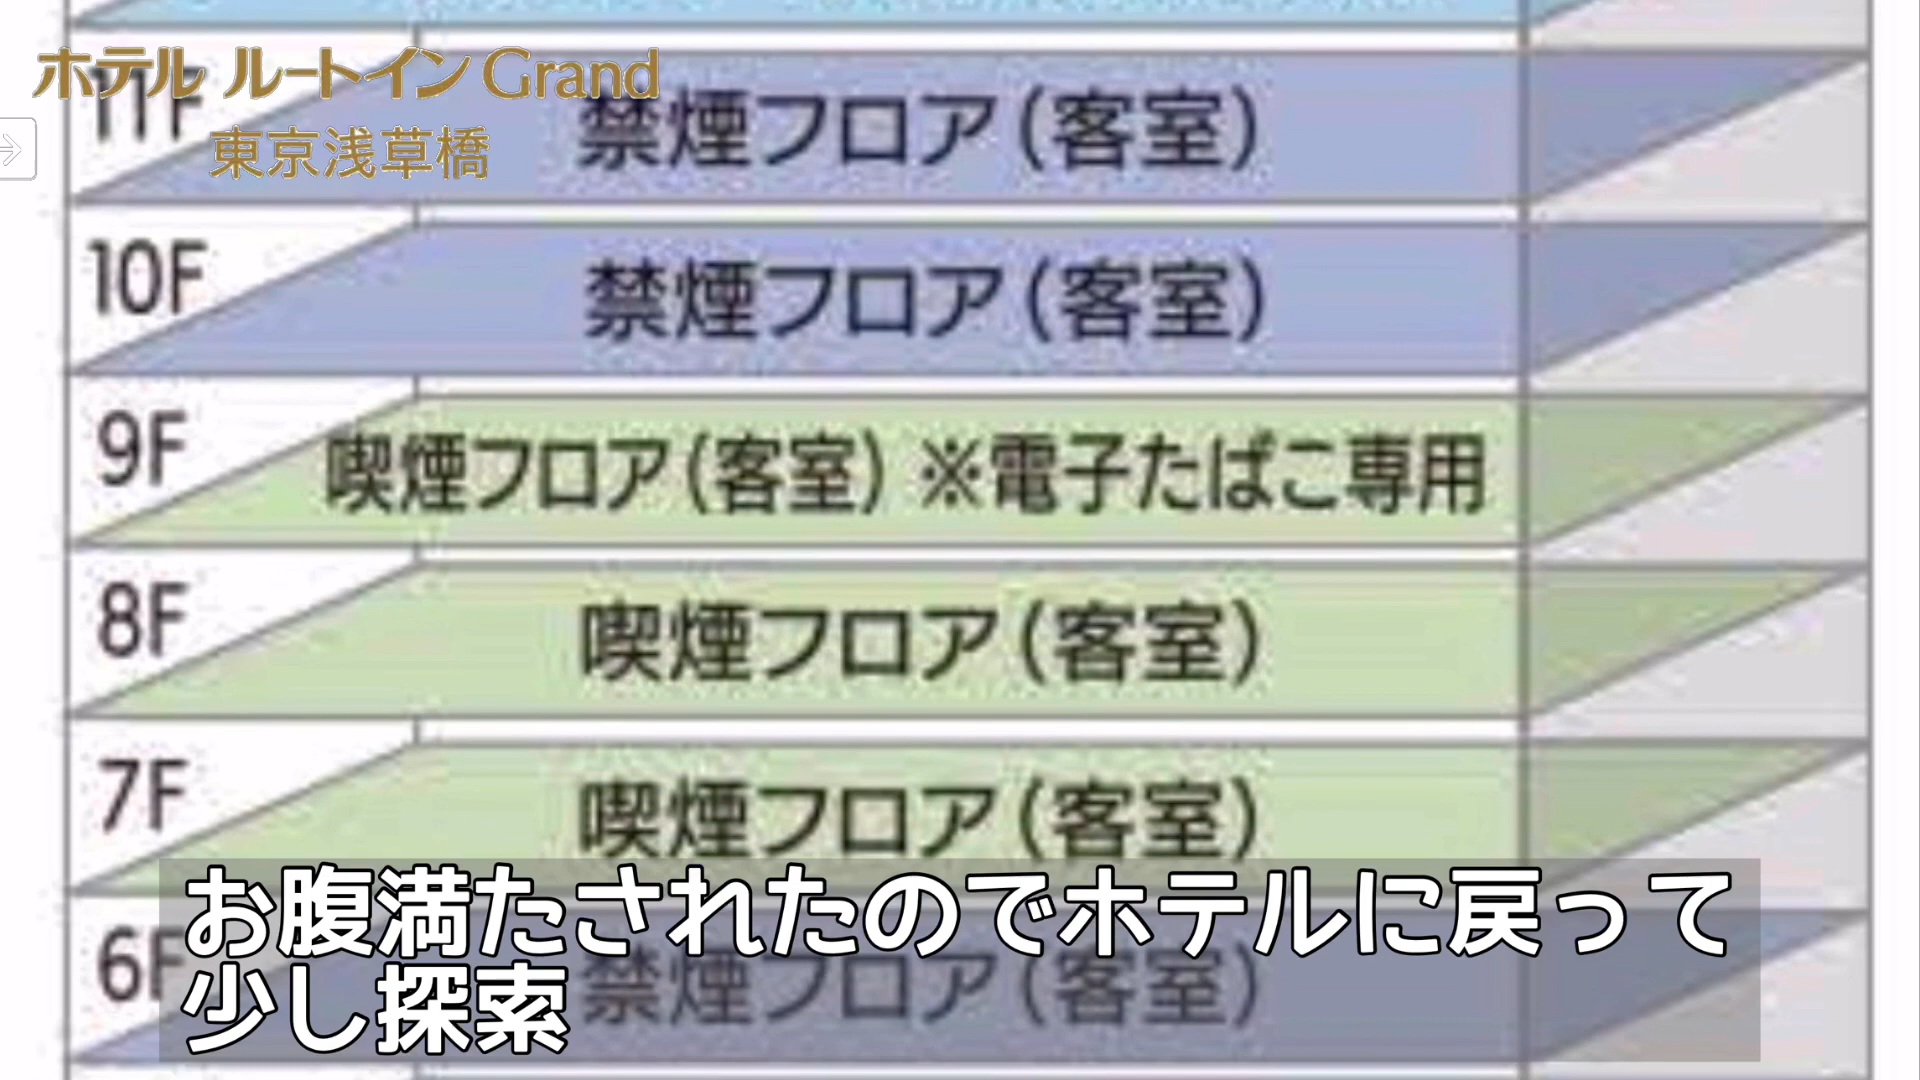 ホテル ルートイン Grand
東京浅草橋
11F 禁煙フロア(客室)
10F 禁煙フロア(客室)
9F 喫煙フロア(客室) ※電子たばこ専用
8F 喫煙フロア(客室)
7F 喫煙フロア(客室)
6F 禁煙フロア(客室)
お腹満たされたのでホテルに戻って
少し探索